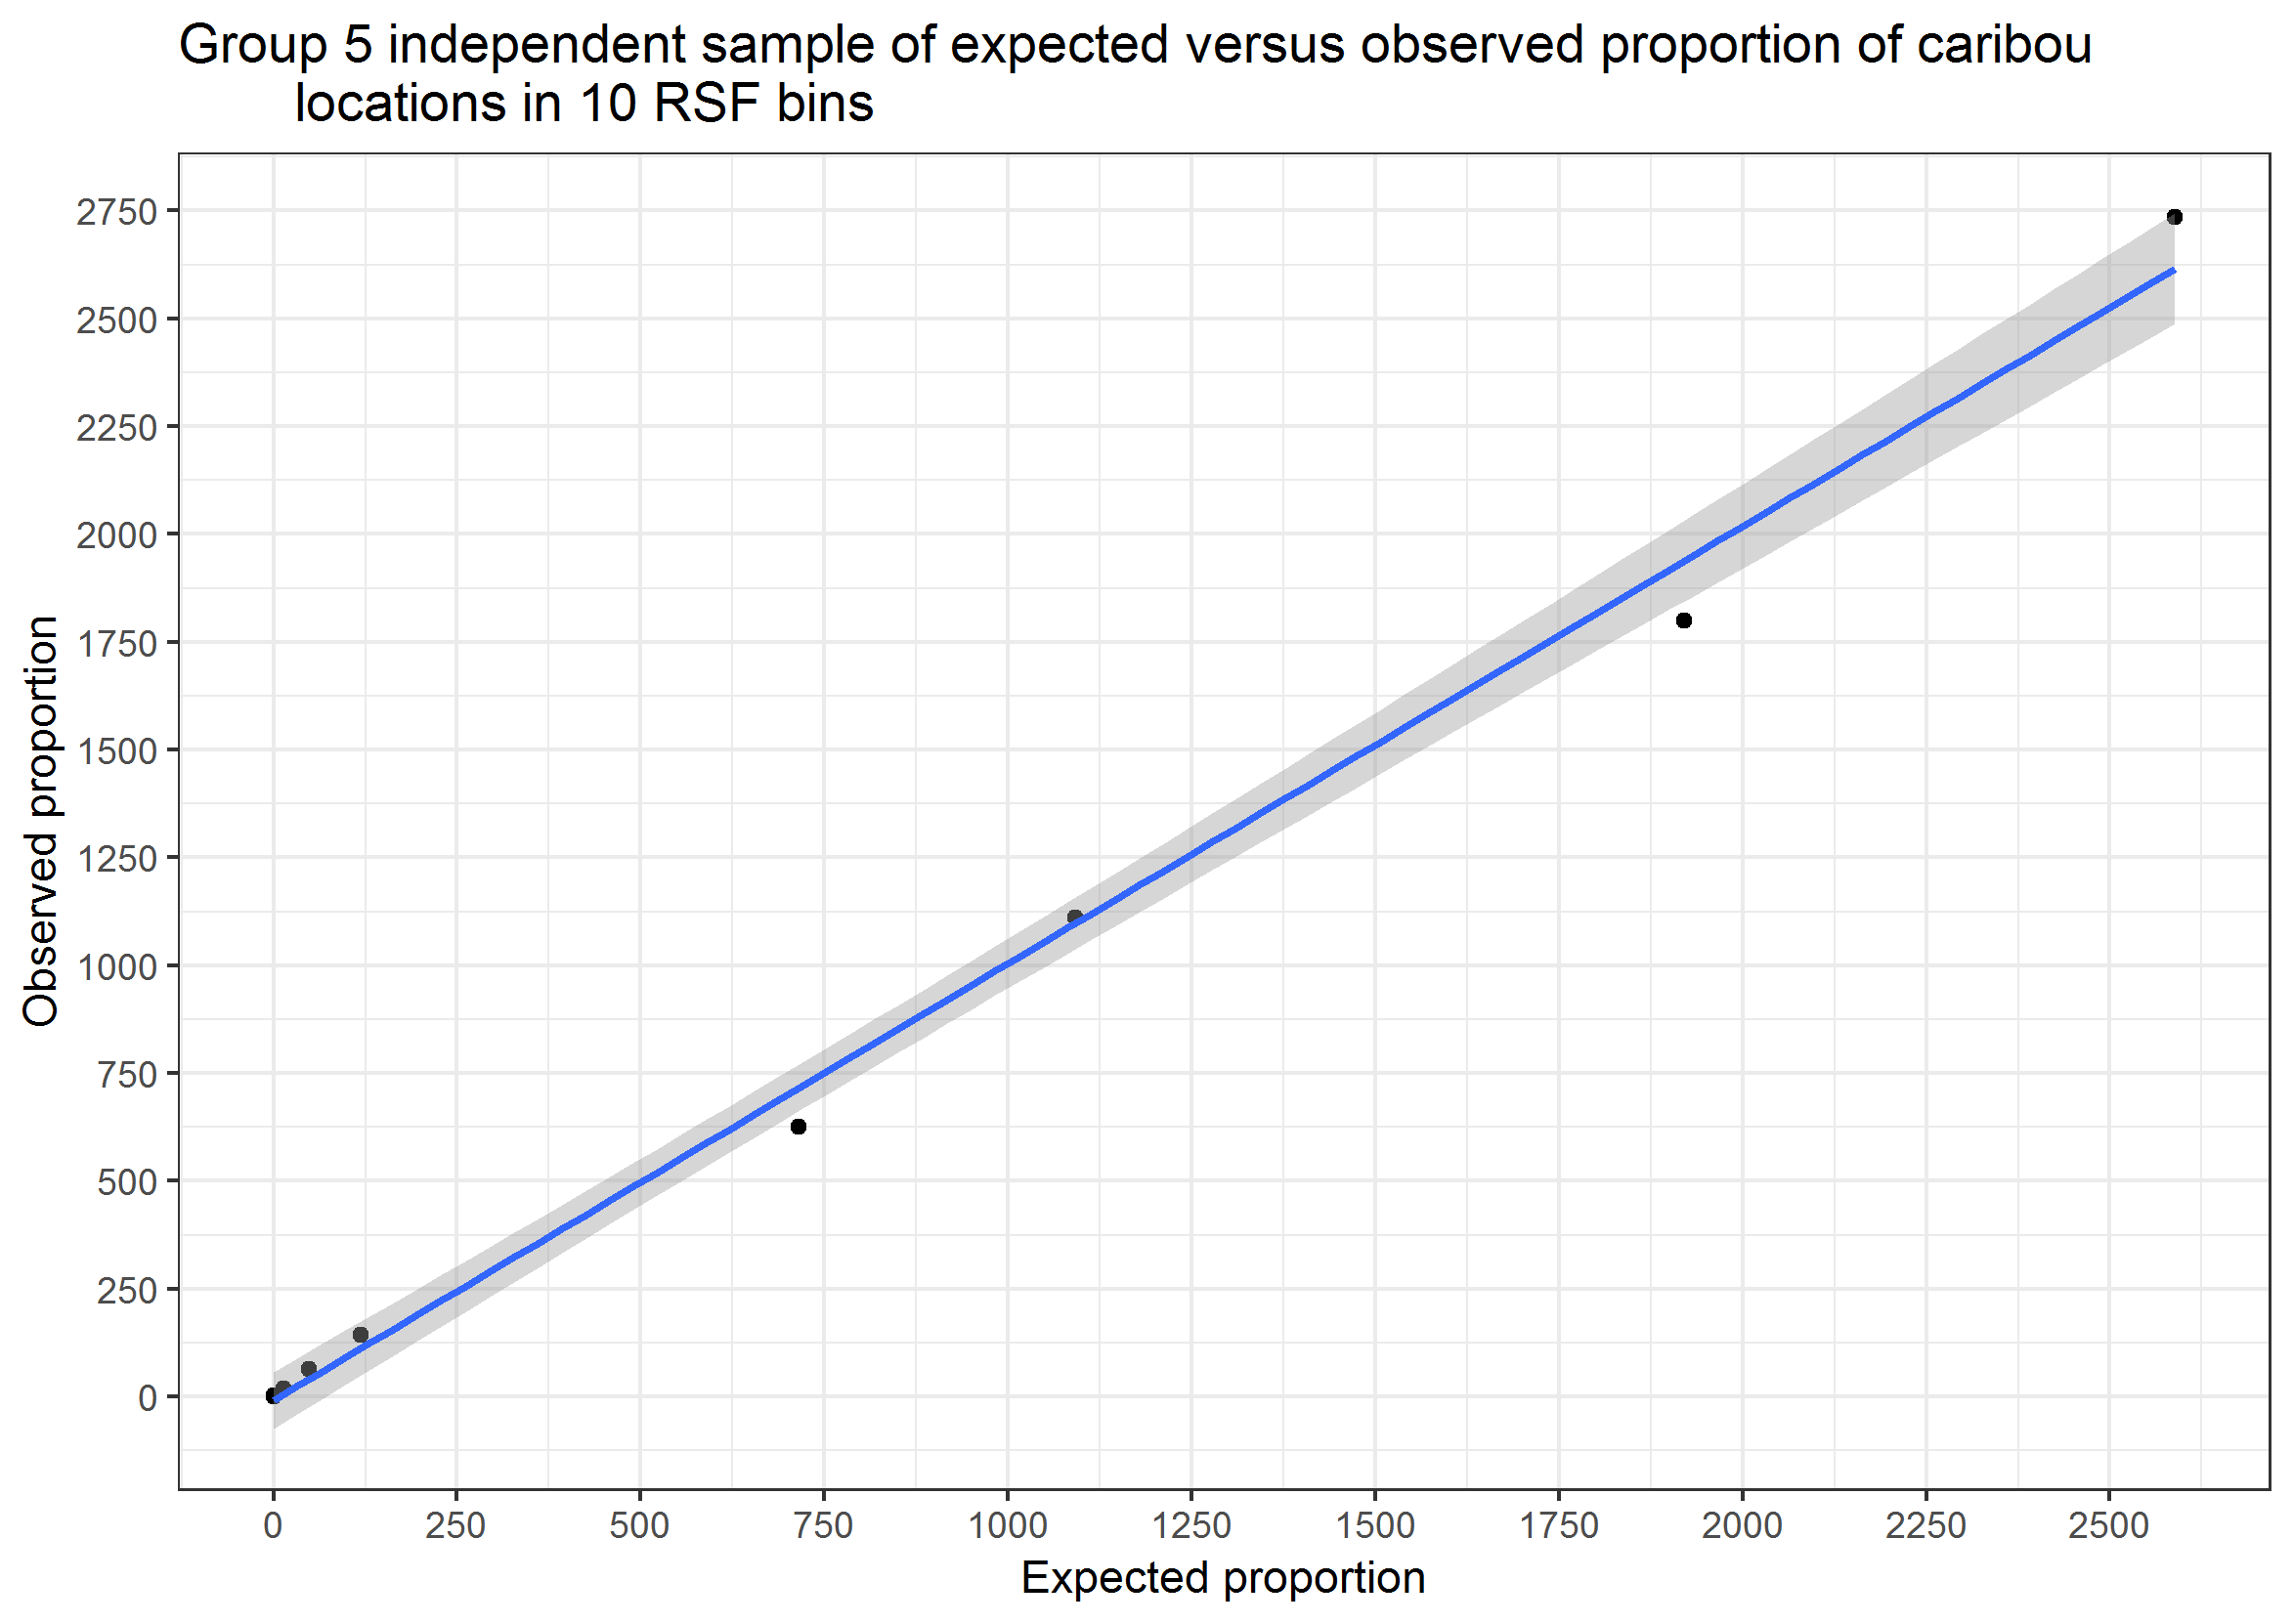 Group 5 independent sample of expected versus observed proportion of caribou
locations in 10 RSF bins
2750
2500
2250
2000
1750
1500
1250
1000
750
500
250
0
Observed proportion
0 250 500 750 1000 1250 1500 1750 2000 2250 2500
Expected proportion